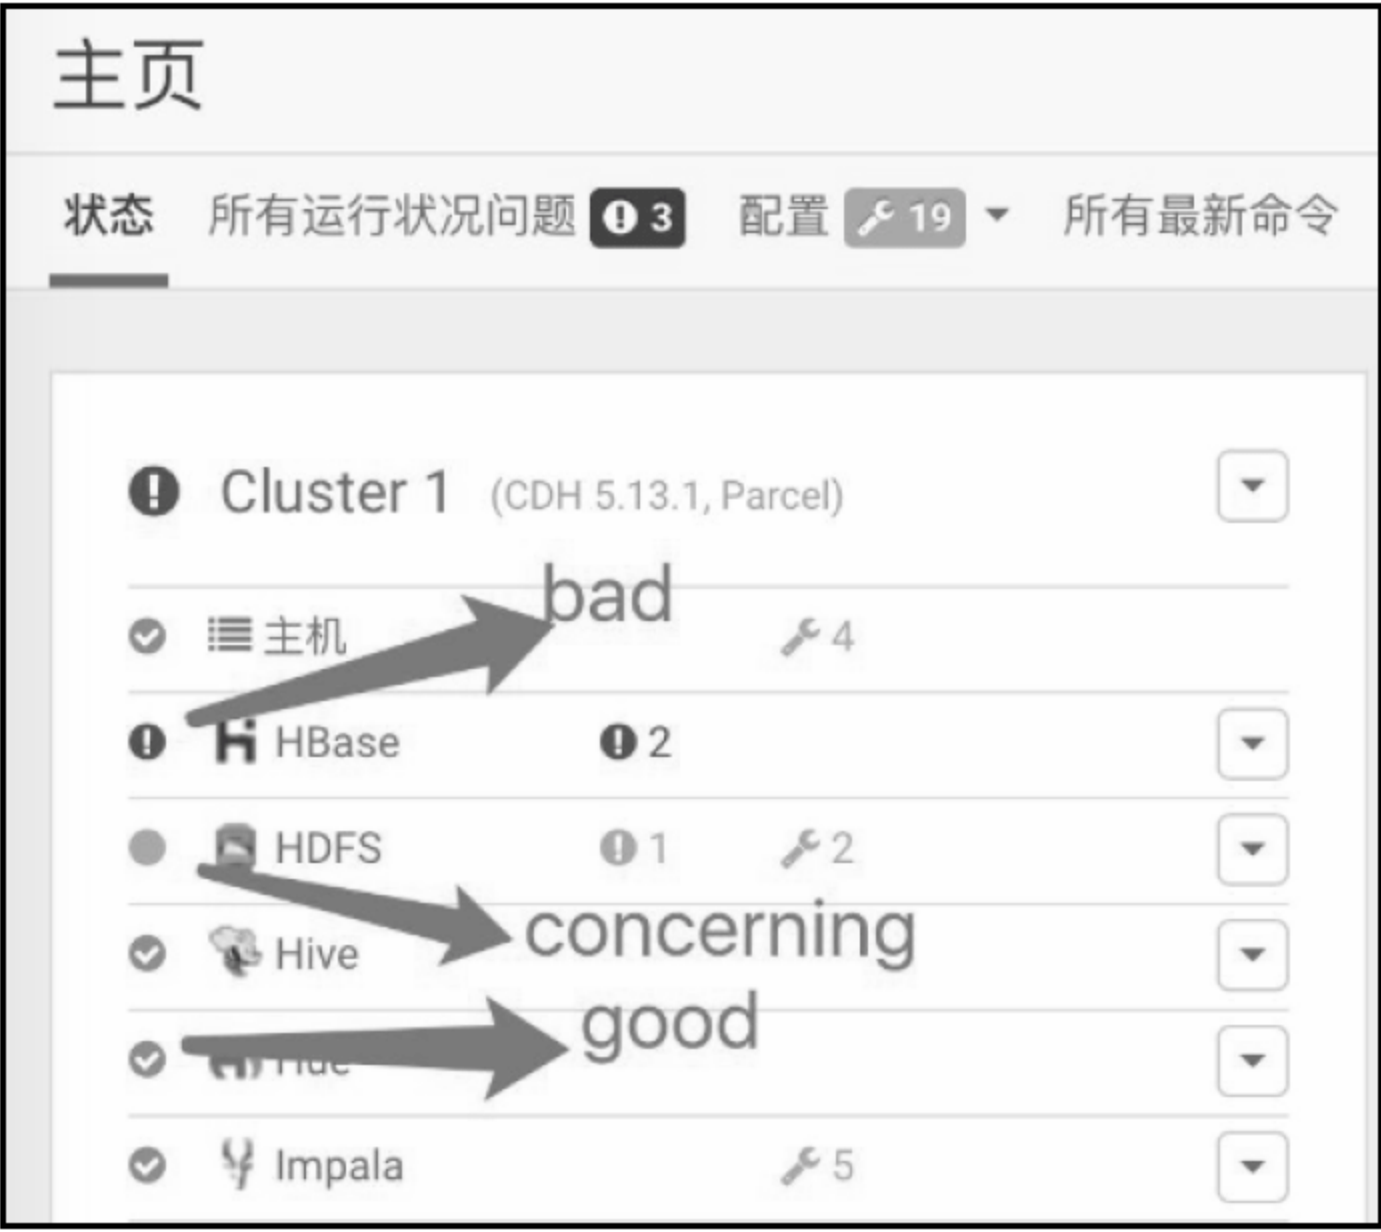 主页
状态 所有运行状况问题 3 配置 19 所有最新命令
Cluster 1 (CDH 5.13.1, Parcel)
bad
主机 4
HBase 2
HDFS 1 2
concerning
Hive
good
Hue
Impala 5